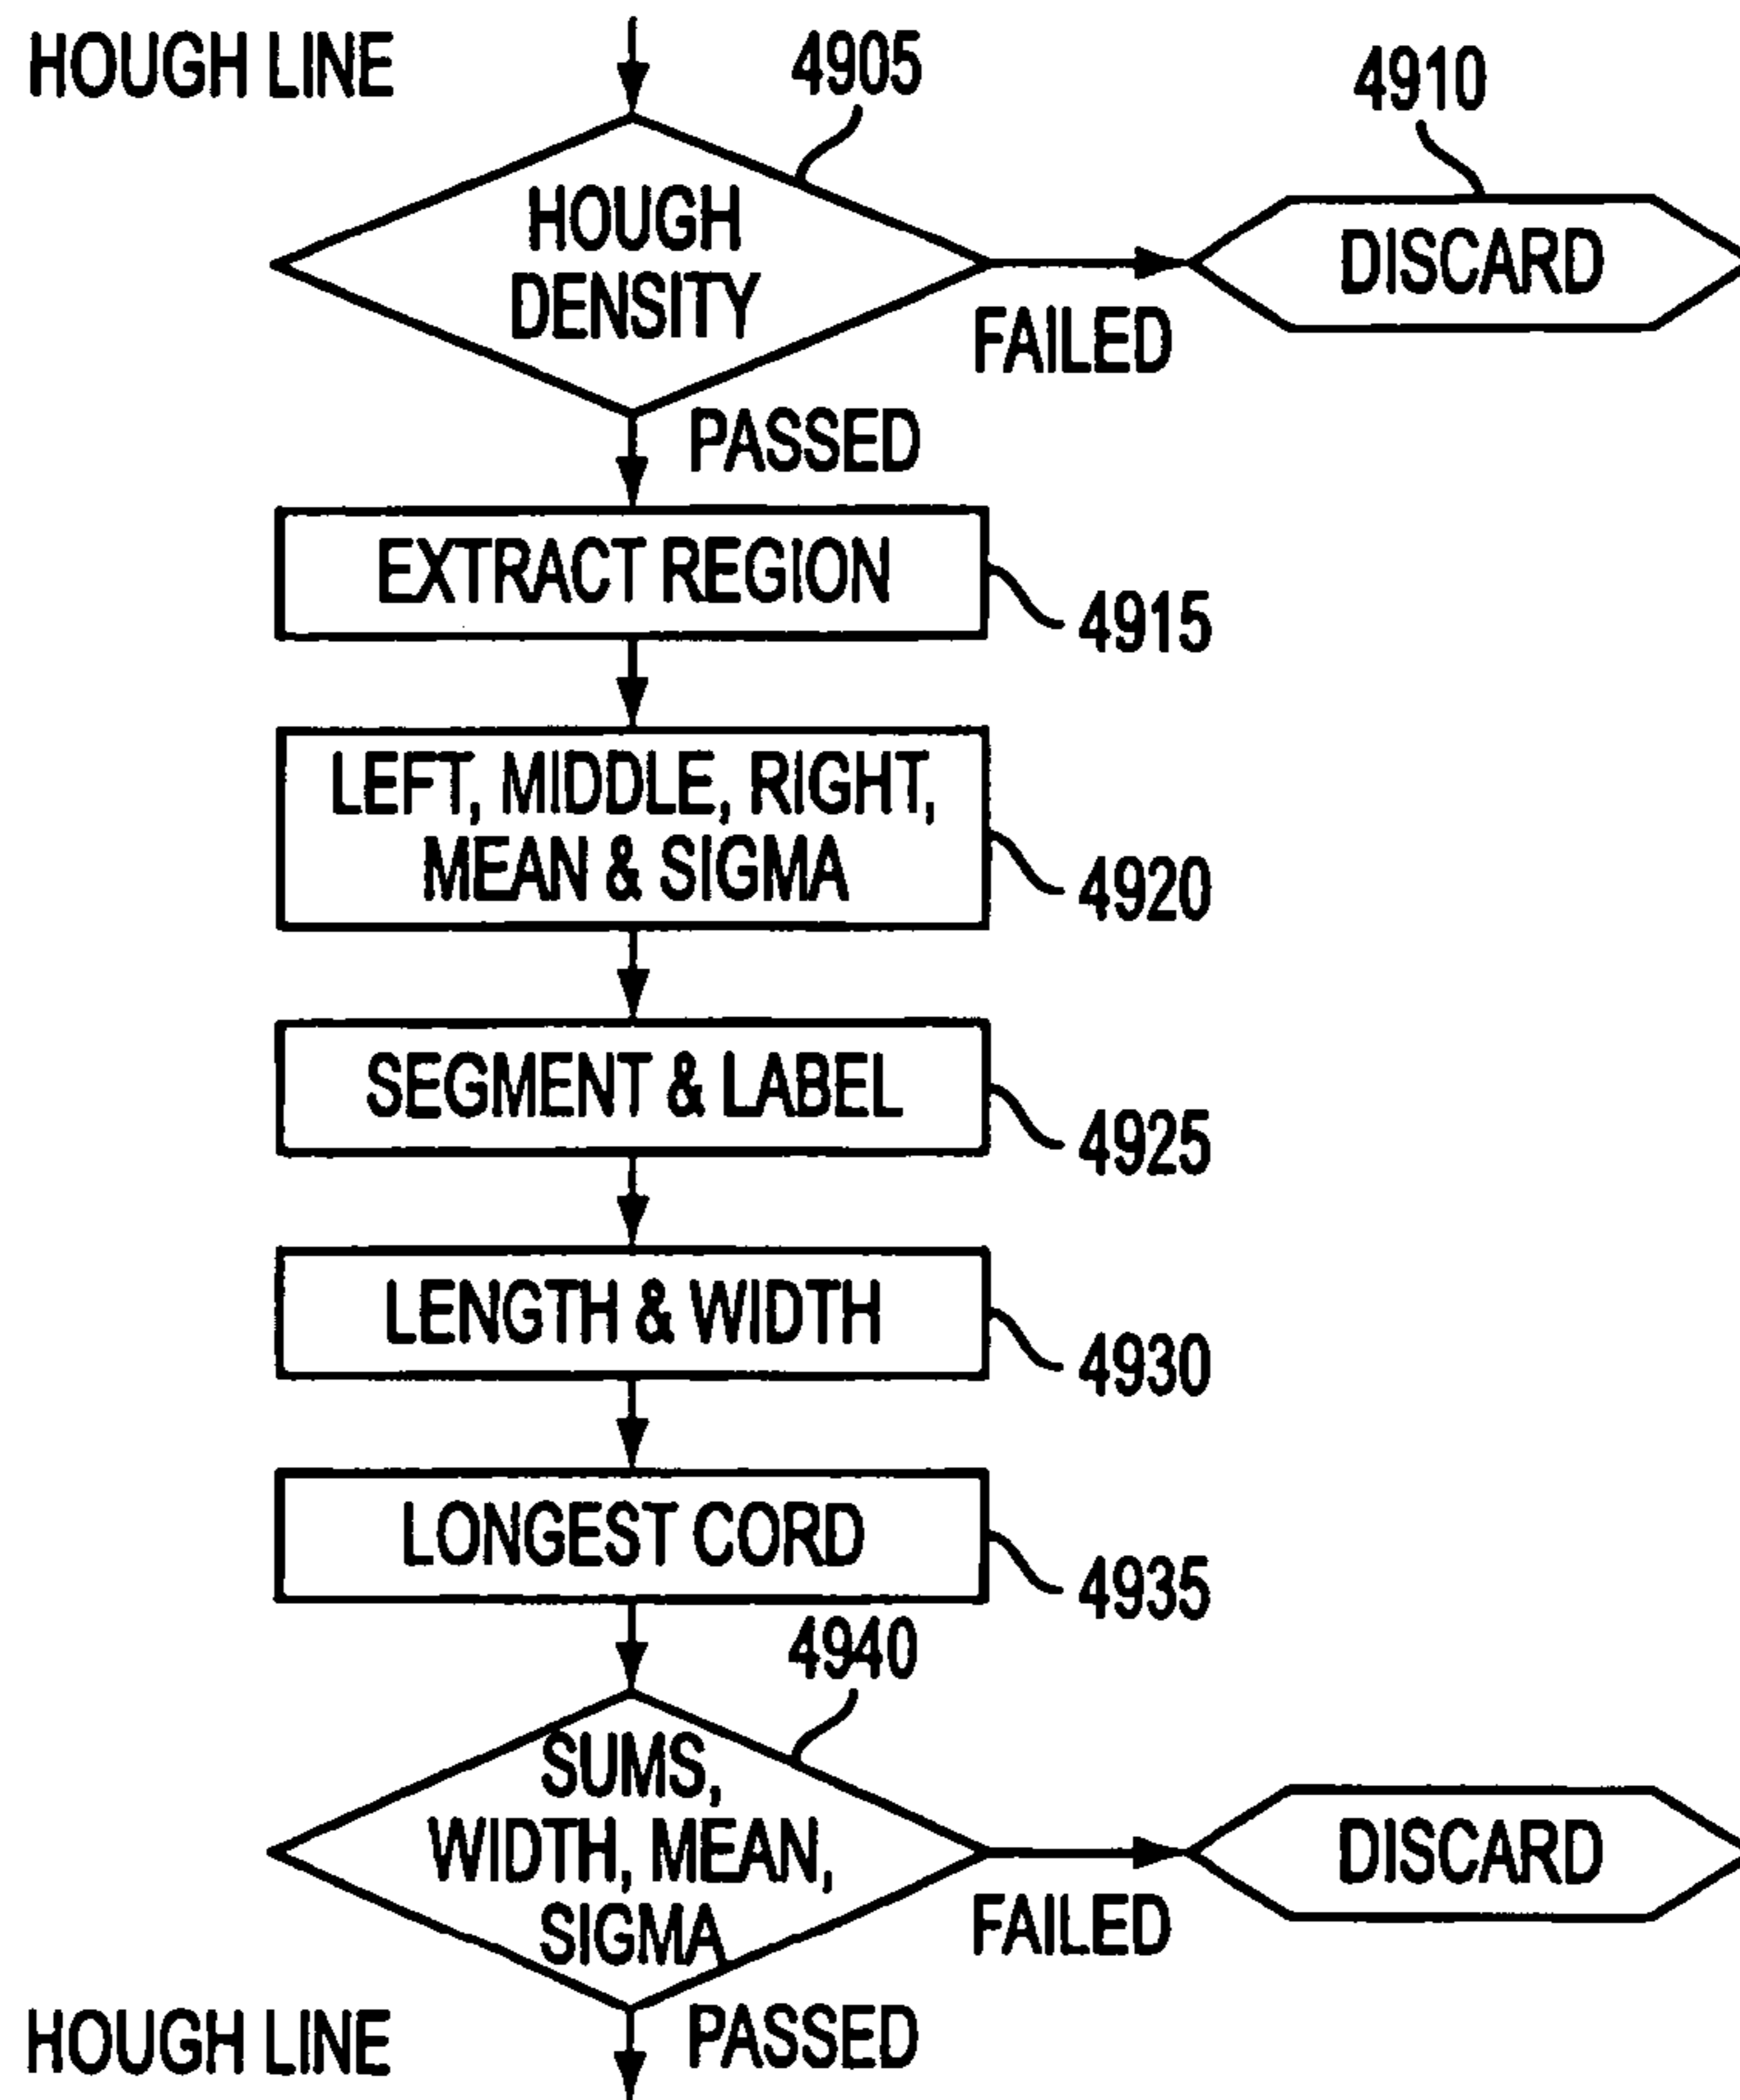 HOUGH LINE
4905
4910
HOUGH
DENSITY
DISCARD
FAILED
PASSED
EXTRACT REGION
4915
LEFT, MIDDLE, RIGHT,
MEAN & SIGMA
4920
SEGMENT & LABEL
4925
LENGTH & WIDTH
4930
LONGEST CORD
4935
4940
SUMS,
WIDTH, MEAN,
SIGMA
DISCARD
FAILED
HOUGH LINE
PASSED